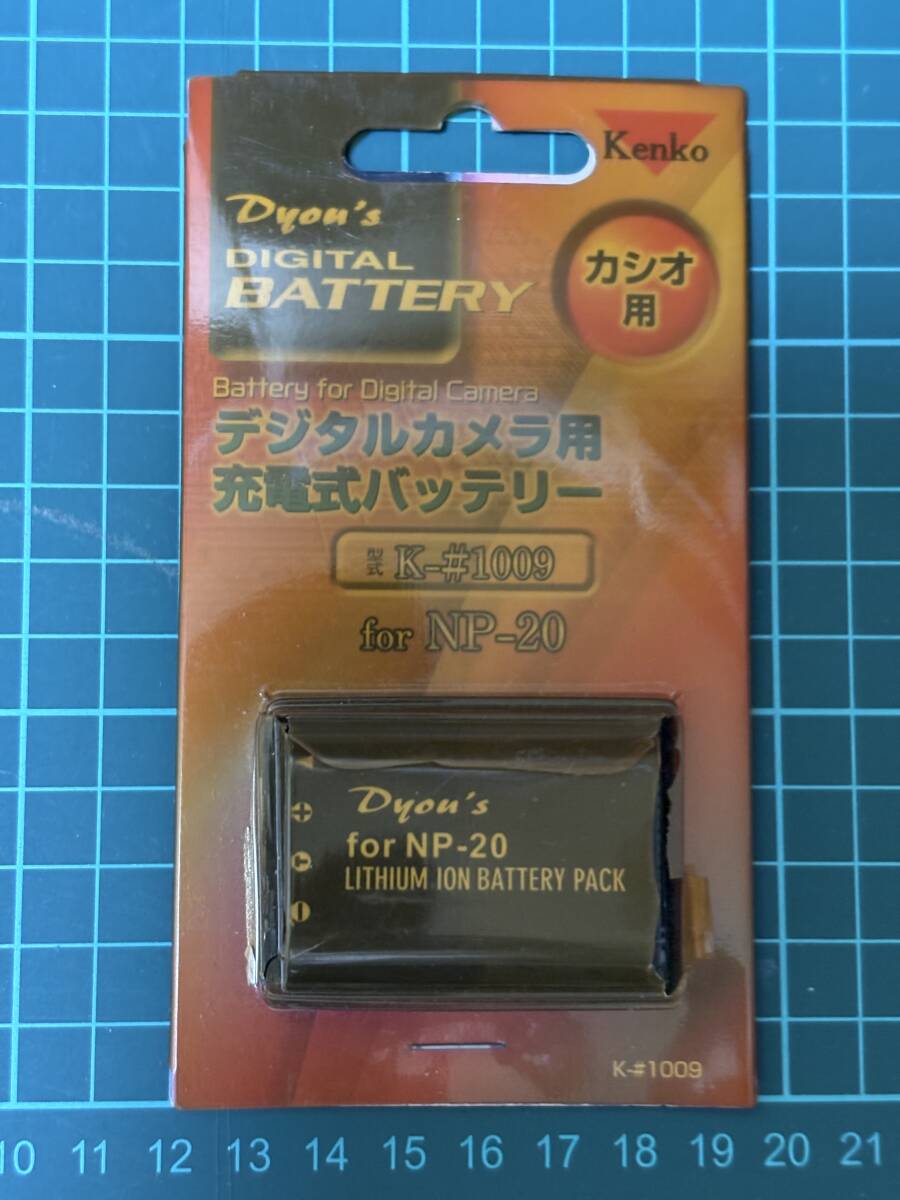 Kenko
Dyon's
DIGITAL
BATTERY
カシオ
用
Battery for Digital Camera
デジタルカメラ用
充電式バッテリー
型式 K-#1009
for NP-20
Dyon's
for NP-20
LITHIUM ION BATTERY PACK
K-#1009
10 11 12 13 14 15 16 17 18 19 20 21